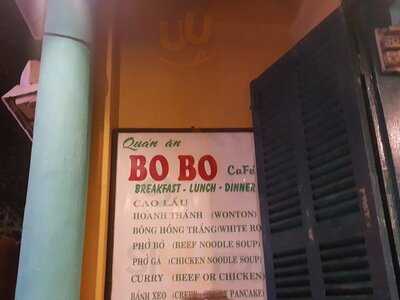 Quán ăn
BO BO Café
BREAKFAST - LUNCH - DINNER
CAO LẦU
HOÀNH THÁNH (WONTON)
BÔNG HỒNG TRẮNG (WHITE RO
PHỞ BÒ (BEEF NOODLE SOUP)
PHỞ GÀ (CHICKEN NOODLE SOUP)
CURRY (BEEF OR CHICKEN)
BÁNH XÈO PANCAKE)